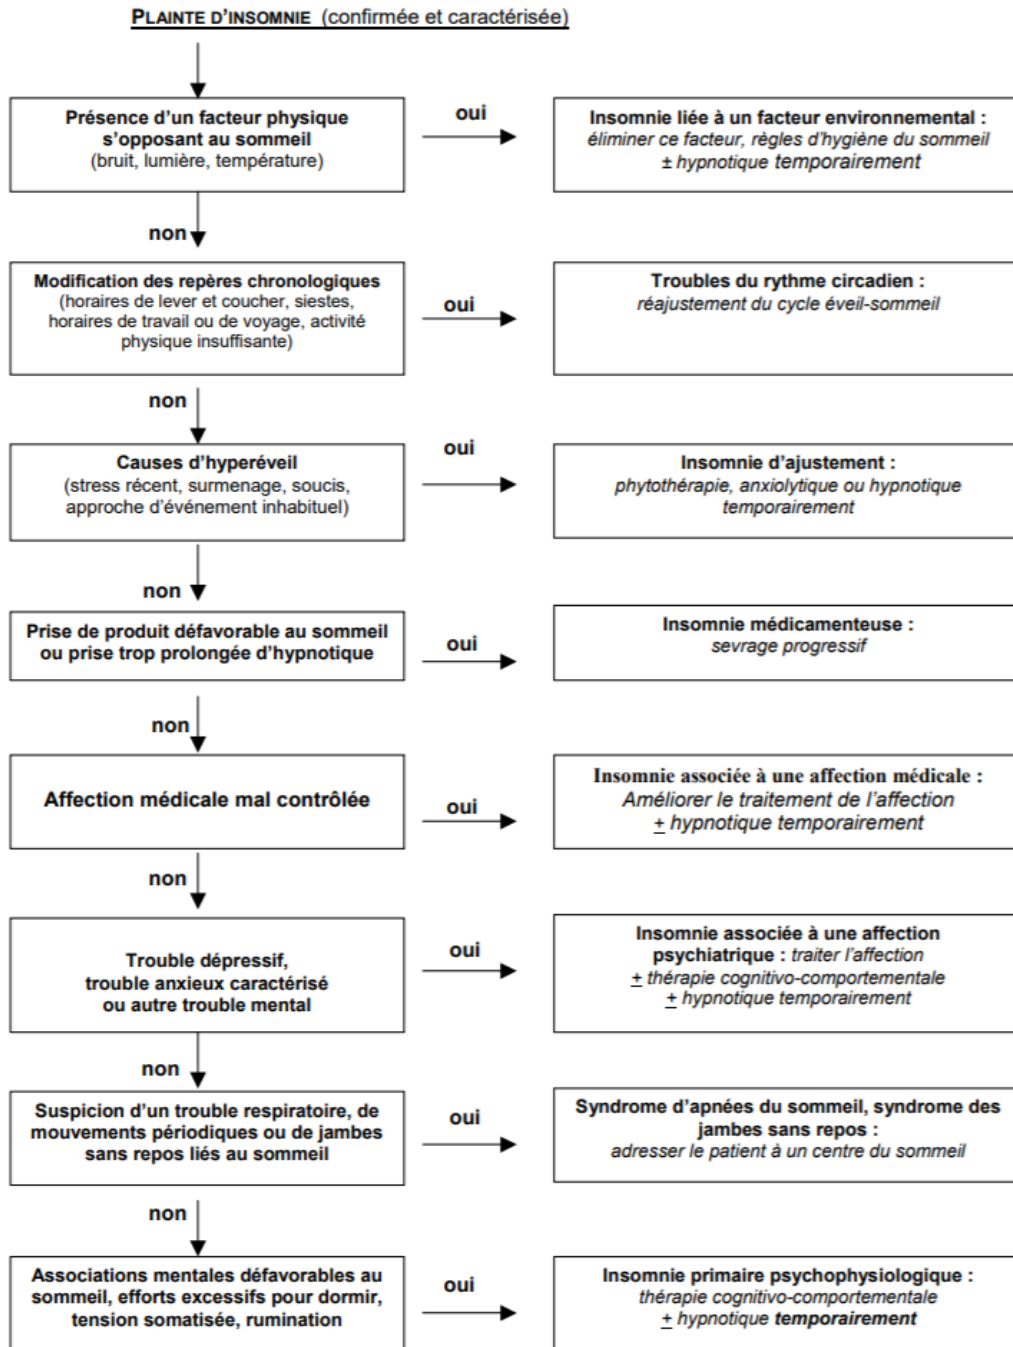 PLAINTE D'INSOMNIE (confirmée et caractérisée)
Présence d'un facteur physique
s'opposant au sommeil
(bruit, lumière, température)
oui
Insomnie liée à un facteur environnemental :
éliminer ce facteur, règles d'hygiène du sommeil
± hypnotique temporairement
non
Modification des repères chronologiques
(horaires de lever et coucher, siestes,
horaires de travail ou de voyage, activité
physique insuffisante)
oui
Troubles du rythme circadien :
réajustement du cycle éveil-sommeil
non
Causes d'hyperéveil
(stress récent, surmenage, soucis,
approche d'événement inhabituel)
oui
Insomnie d'ajustement :
phytothérapie, anxiolytique ou hypnotique
temporairement
non
Prise de produit défavorable au sommeil
ou prise trop prolongée d'hypnotique
oui
Insomnie médicamenteuse :
sevrage progressif
non
Affection médicale mal contrôlée
oui
Insomnie associée à une affection médicale :
Améliorer le traitement de l'affection
± hypnotique temporairement
non
Trouble dépressif,
trouble anxieux caractérisé
ou autre trouble mental
oui
Insomnie associée à une affection
psychiatrique : traiter l'affection
± thérapie cognitivo-comportementale
± hypnotique temporairement
non
Suspicion d'un trouble respiratoire, de
mouvements périodiques ou de jambes
sans repos liés au sommeil
oui
Syndrome d'apnées du sommeil, syndrome des
jambes sans repos :
adresser le patient à un centre du sommeil
non
Associations mentales défavorables au
sommeil, efforts excessifs pour dormir,
tension somatisée, rumination
oui
Insomnie primaire psychophysiologique :
thérapie cognitivo-comportementale
± hypnotique temporairement